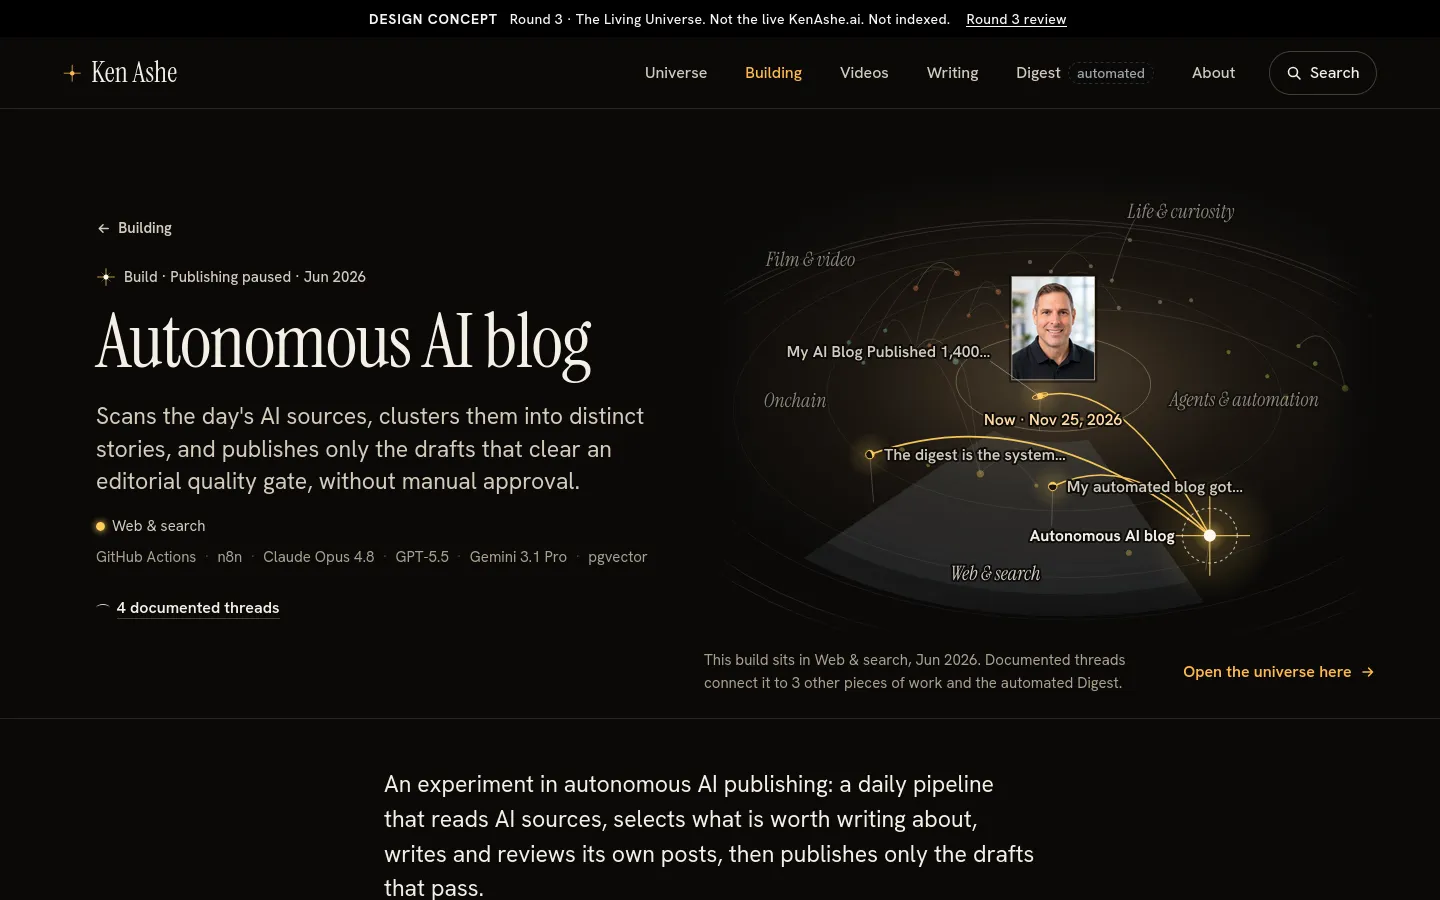 DESIGN CONCEPT Round 3 · The Living Universe. Not the live KenAshe.ai. Not indexed. Round 3 review
Ken Ashe
Universe Building Videos Writing Digest automated About Search
← Building
Build · Publishing paused · Jun 2026
Autonomous AI blog
Scans the day's AI sources, clusters them into distinct
stories, and publishes only the drafts that clear an
editorial quality gate, without manual approval.
Web & search
GitHub Actions · n8n · Claude Opus 4.8 · GPT-5.5 · Gemini 3.1 Pro · pgvector
4 documented threads
Life & curiosity
Film & video
My AI Blog Published 1,400...
Onchain
Agents & automation
Now · Nov 25, 2026
The digest is the system...
My automated blog got...
Autonomous AI blog
Web & search
This build sits in Web & search, Jun 2026. Documented threads
connect it to 3 other pieces of work and the automated Digest.
Open the universe here →
An experiment in autonomous AI publishing: a daily pipeline
that reads AI sources, selects what is worth writing about,
writes and reviews its own posts, then publishes only the drafts
that pass.